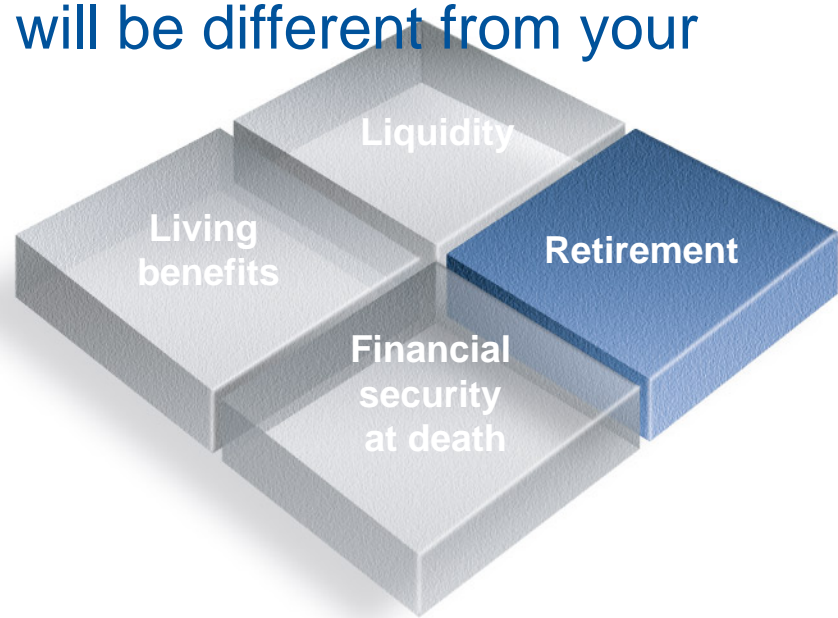 will be different from your
Liquidity
Living
benefits
Retirement
Financial
security
at death